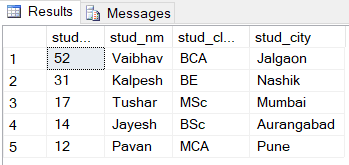 Results Messages
stud... stud_nm stud_cl... stud_city
1 52 Vaibhav BCA Jalgaon
2 31 Kalpesh BE Nashik
3 17 Tushar MSc Mumbai
4 14 Jayesh BSc Aurangabad
5 12 Pavan MCA Pune